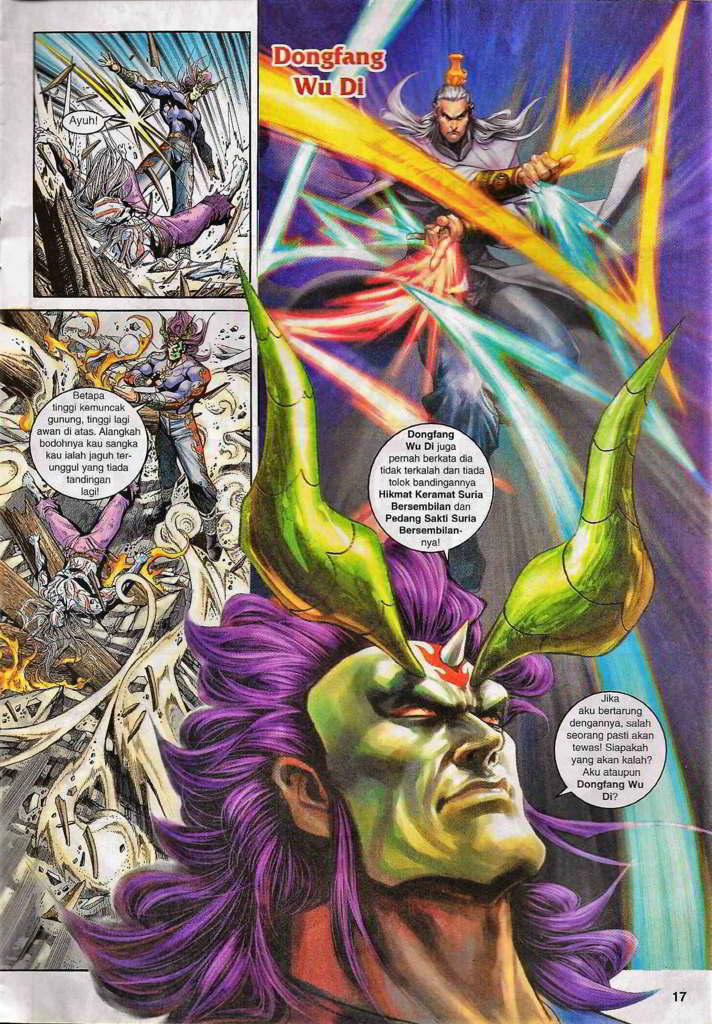 Ayuh!
Dongfang
Wu Di
Betapa
tinggi kemuncak
gunung, tinggi lagi
awan di atas. Alangkah
bodohnya kau sangka
kau ialah jaguh ter-
unggul yang tiada
tandingan
lagi!
Dongfang
Wu Di juga
pernah berkata dia
tidak terkalah dan tiada
tolok bandingannya
Hikmat Keramat Suria
Bersembilan dan
Pedang Sakti Suria
Bersembilan-
nya!
Jika
aku bertarung
dengannya, salah
seorang pasti akan
tewas! Siapakah
yang akan kalah?
Aku ataupun
Dongfang Wu
Di?
17